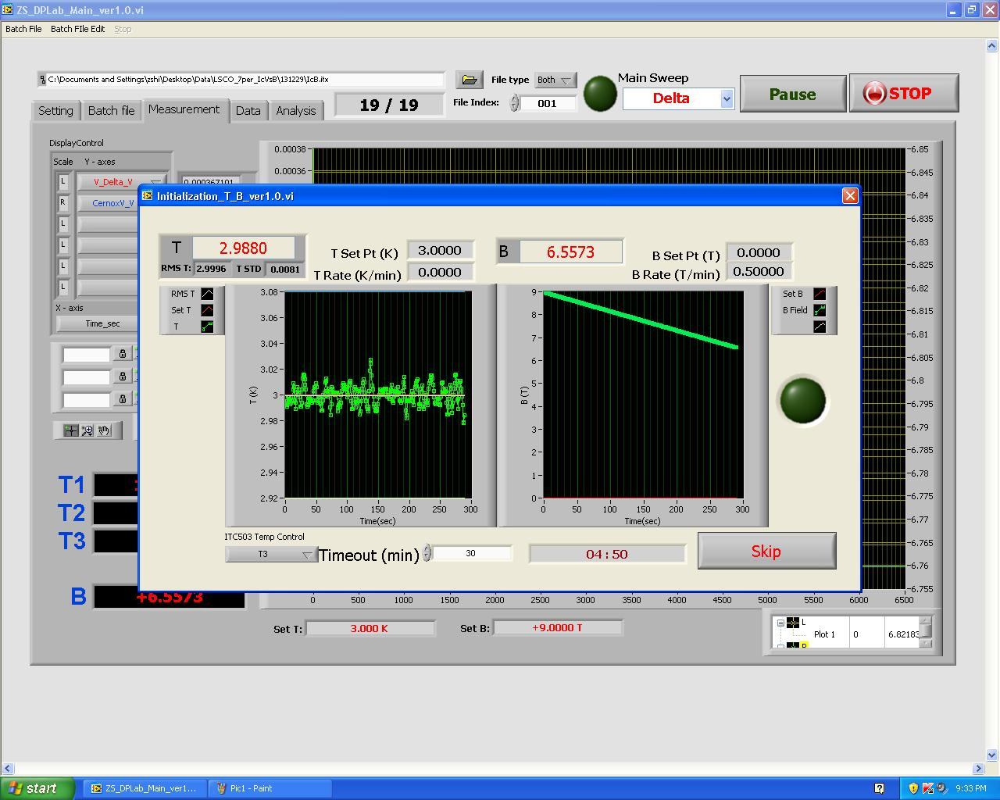 ZS_DPLab_Main_ver1.0.vi
Batch File Batch FIle Edit Stop
C:\Documents and Settings\zshi\Desktop\Data\LSCO_7per_IcVsB\131229\IcB.itx
File type Both
Main Sweep
File Index: 001
Delta
Pause
STOP
19 / 19
Setting Batch file Measurement Data Analysis
DisplayControl
Scale Y - axes
L V_Delta_V 0.000367101
R CernoxV_V
L
L
L
L
X - axis
Time_sec
0.00038
0.00036
6.85
6.845
6.84
6.835
6.83
6.825
6.82
6.815
6.81
6.805
6.8
6.795
6.79
6.785
6.78
6.775
6.77
6.765
6.76
6.755
Initialization_T_B_ver1.0.vi
T 2.9880
RMS T: 2.9996 T STD 0.0081
T Set Pt (K) 3.0000
T Rate (K/min) 0.0000
B 6.5573
B Set Pt (T) 0.0000
B Rate (T/min) 0.50000
RMS T
Set T
T
3.08
3.06
3.04
3.02
3
2.98
2.96
2.94
2.92
T (K)
0 50 100 150 200 250 300
Time(sec)
9
8
7
6
5
4
3
2
1
0
B (T)
0 50 100 150 200 250 300
Time(sec)
Set B
B Field
ITC503 Temp Control
T3
Timeout (min) 30
04 : 50
Skip
T1
T2
T3
B +6.5573
0 500 1000 1500 2000 2500 3000 3500 4000 4500 5000 5500 6000 6500
Set T: 3.000 K Set B: +9.0000 T
L
Plot 1 0 6.82183
R
start ZS_DPLab_Main_ver1... Pic1 - Paint 9:33 PM